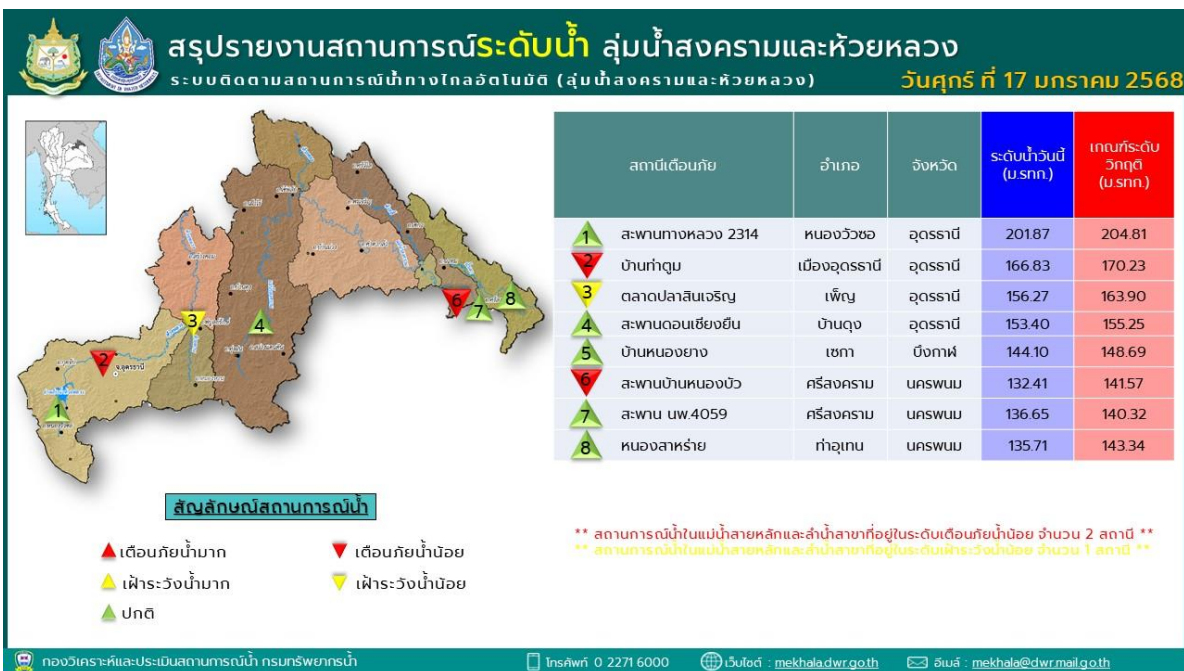 สรุปรายงานสถานการณ์ระดับน้ำ ลุ่มน้ำสงครามและห้วยหลวง
ระบบติดตามสถานการณ์น้ำทางไกลอัตโนมัติ (ลุ่มน้ำสงครามและห้วยหลวง)
วันศุกร์ ที่ 17 มกราคม 2568
สถานีเตือนภัย อำเภอ จังหวัด ระดับน้ำวันนี้ (ม.รทก.) เกณฑ์ระดับวิกฤติ (ม.รทก.)
1 สะพานทางหลวง 2314 หนองวัวซอ อุดรธานี 201.87 204.81
2 บ้านท่าตูม เมืองอุดรธานี อุดรธานี 166.83 170.23
3 ตลาดปลาสินเจริญ เพ็ญ อุดรธานี 156.27 163.90
4 สะพานดอนเชียงยืน บ้านดุง อุดรธานี 153.40 155.25
5 บ้านหนองยาง เซกา บึงกาฬ 144.10 148.69
6 สะพานบ้านหนองบัว ศรีสงคราม นครพนม 132.41 141.57
7 สะพาน นพ.4059 ศรีสงคราม นครพนม 136.65 140.32
8 หนองสาหร่าย ท่าอุเทน นครพนม 135.71 143.34
1
2
3
4
6
7
8
จ.อุดรธานี
สัญลักษณ์สถานการณ์น้ำ
เตือนภัยน้ำมาก
เตือนภัยน้ำน้อย
เฝ้าระวังน้ำมาก
เฝ้าระวังน้ำน้อย
ปกติ
** สถานการณ์น้ำในแม่น้ำสายหลักและลำน้ำสาขาที่อยู่ในระดับเตือนภัยน้ำน้อย จำนวน 2 สถานี **
** สถานการณ์น้ำในแม่น้ำสายหลักและลำน้ำสาขาที่อยู่ในระดับเฝ้าระวังน้ำน้อย จำนวน 1 สถานี **
กองวิเคราะห์และประเมินสถานการณ์น้ำ กรมทรัพยากรน้ำ
โทรศัพท์ 0 2271 6000
เว็บไซต์ : mekhala.dwr.go.th
อีเมล์ : mekhala@dwr.mail.go.th